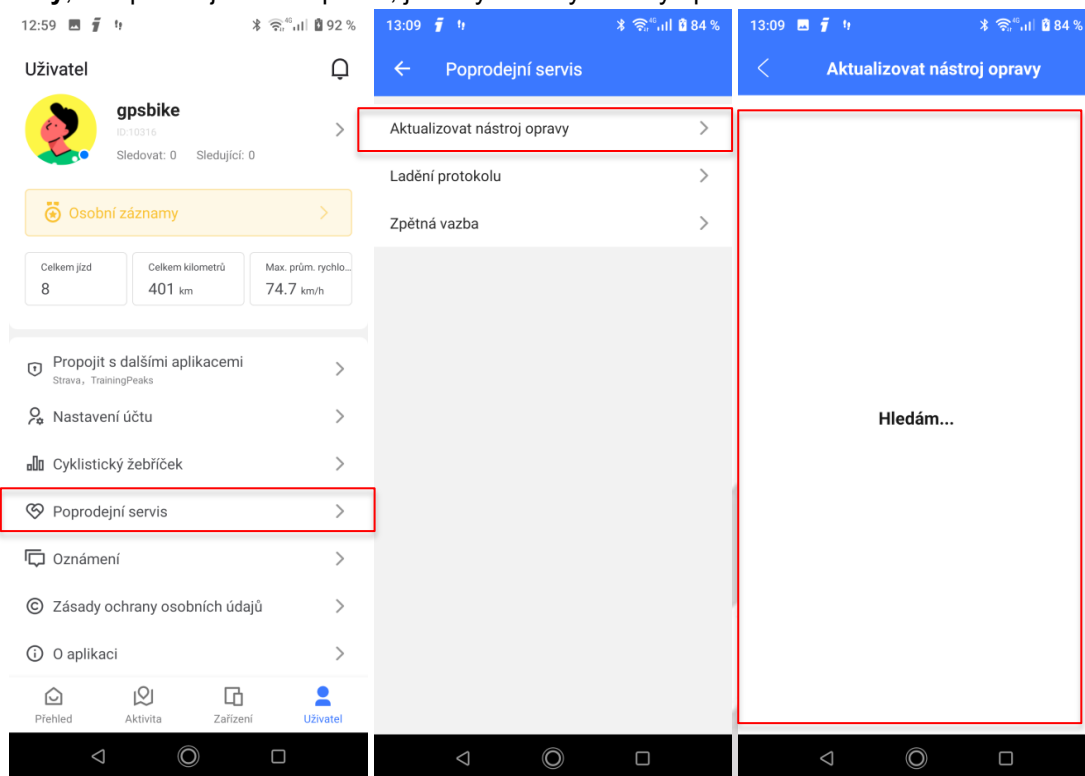 12:59
92 %
Uživatel
gpsbike
ID:10316
Sledovat: 0 Sledující: 0
Osobní záznamy
Celkem jízd
8
Celkem kilometrů
401 km
Max. prům. rychlo...
74.7 km/h
Propojit s dalšími aplikacemi
Strava, TrainingPeaks
Nastavení účtu
Cyklistický žebříček
Poprodejní servis
Oznámení
Zásady ochrany osobních údajů
O aplikaci
Přehled Aktivita Zařízení Uživatel
13:09
84 %
Poprodejní servis
Aktualizovat nástroj opravy
Ladění protokolu
Zpětná vazba
13:09
84 %
Aktualizovat nástroj opravy
Hledám...